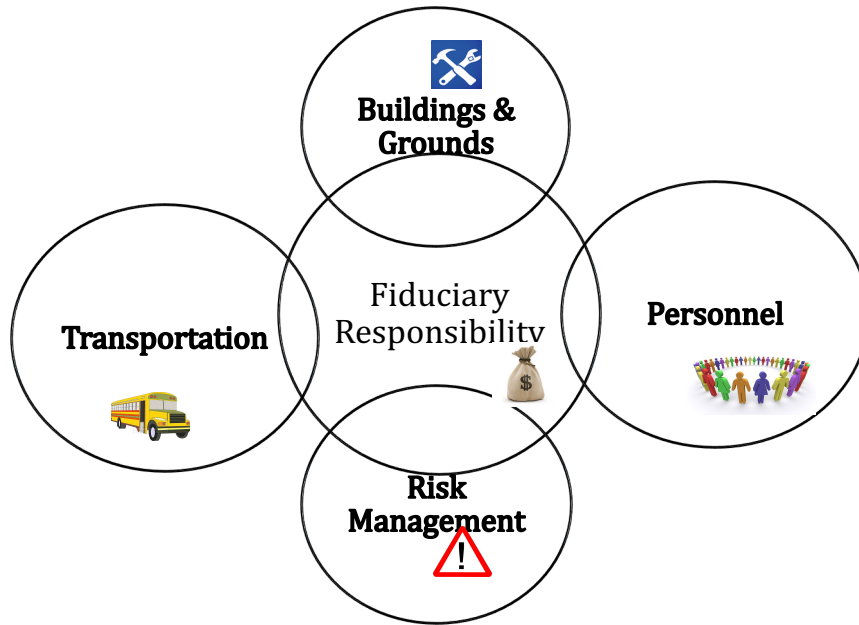 Buildings &
Grounds
Fiduciary
Responsibility
Transportation
Personnel
$
Risk
Management
!